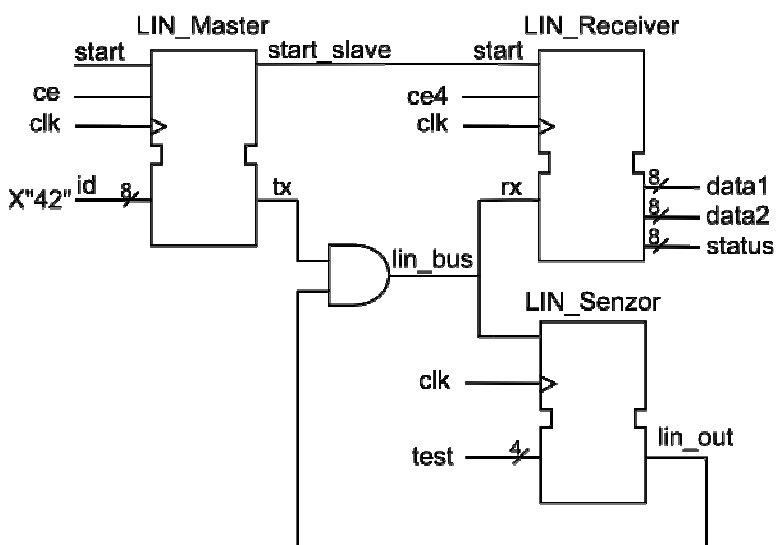 LIN_Master LIN_Receiver
start start_slave start
ce ce4
clk clk
X"42" id 8 tx rx 8 data1
8 data2
lin_bus 8 status
LIN_Senzor
clk
test 4 lin_out